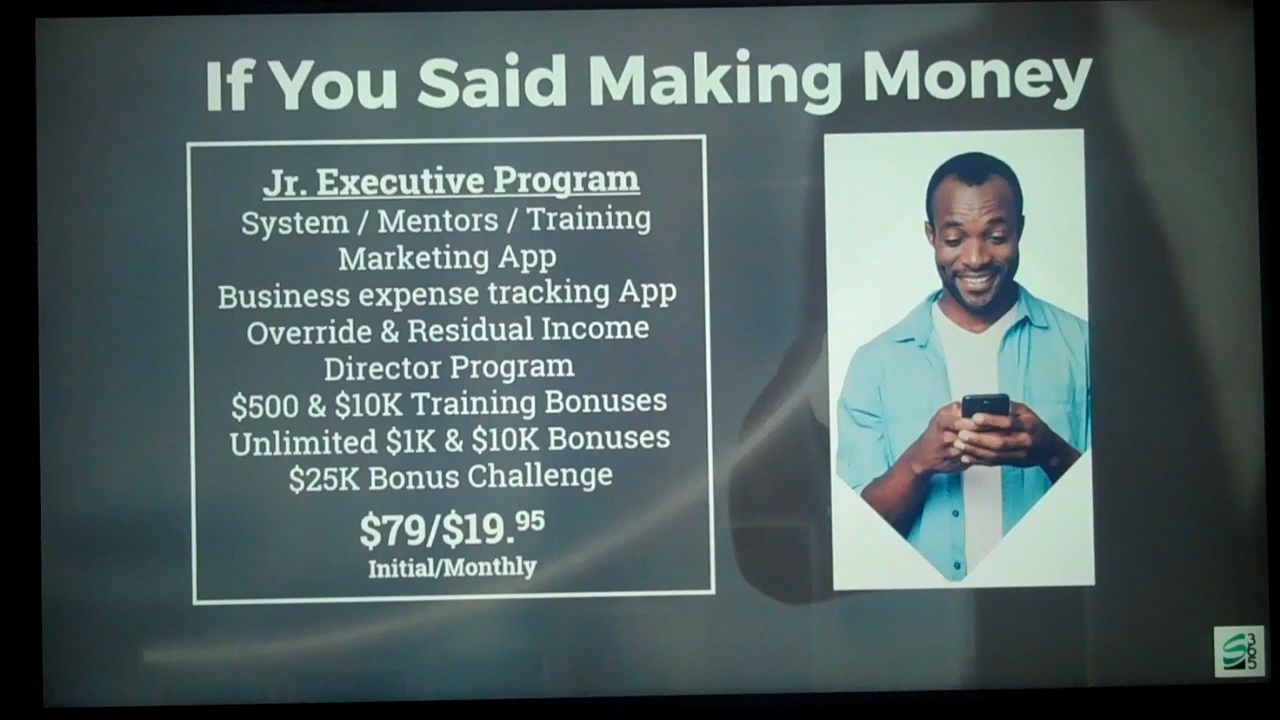 If You Said Making Money
Jr. Executive Program
System / Mentors / Training
Marketing App
Business expense tracking App
Override & Residual Income
Director Program
$500 & $10K Training Bonuses
Unlimited $1K & $10K Bonuses
$25K Bonus Challenge
$79/$19.95
Initial/Monthly
S 365